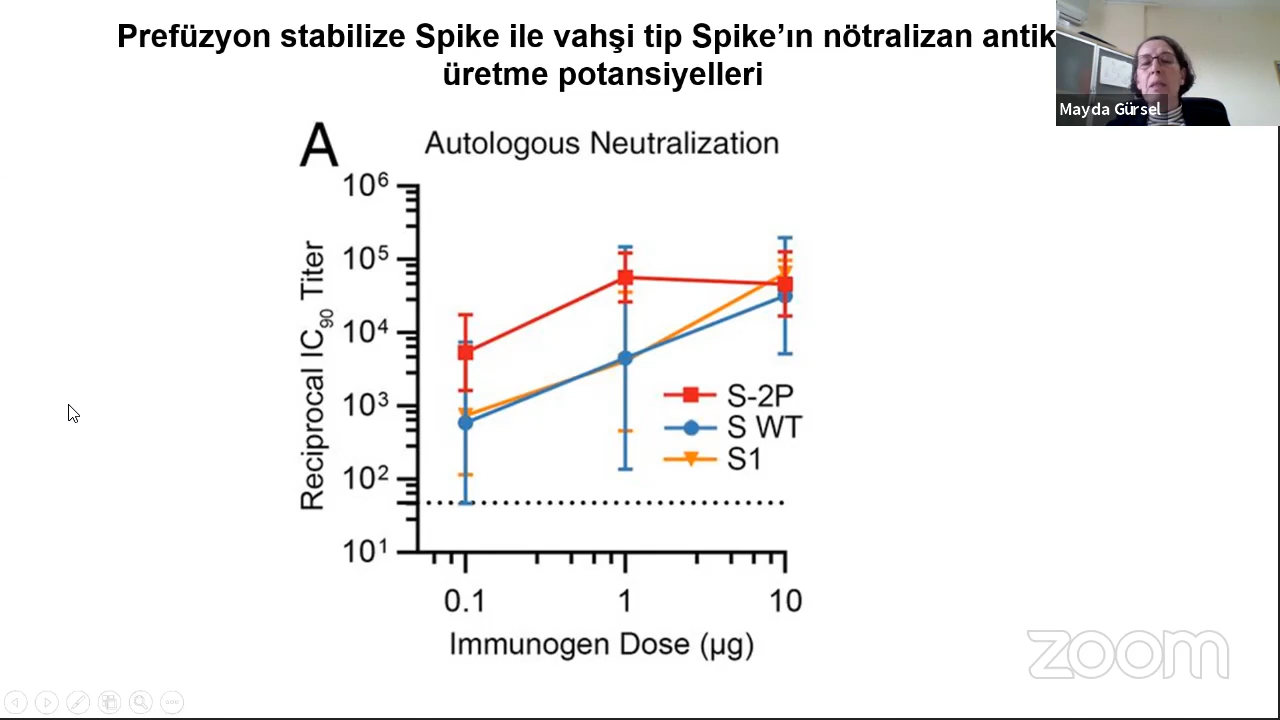 Prefüzyon stabilize Spike ile vahşi tip Spike’ın nötralizan antik
üretme potansiyelleri
Mayda Gürsel
A
Autologous Neutralization
Reciprocal IC90 Titer
10⁶
10⁵
10⁴
10³
10²
10¹
S-2P
S WT
S1
0.1 1 10
Immunogen Dose (µg)
zoom